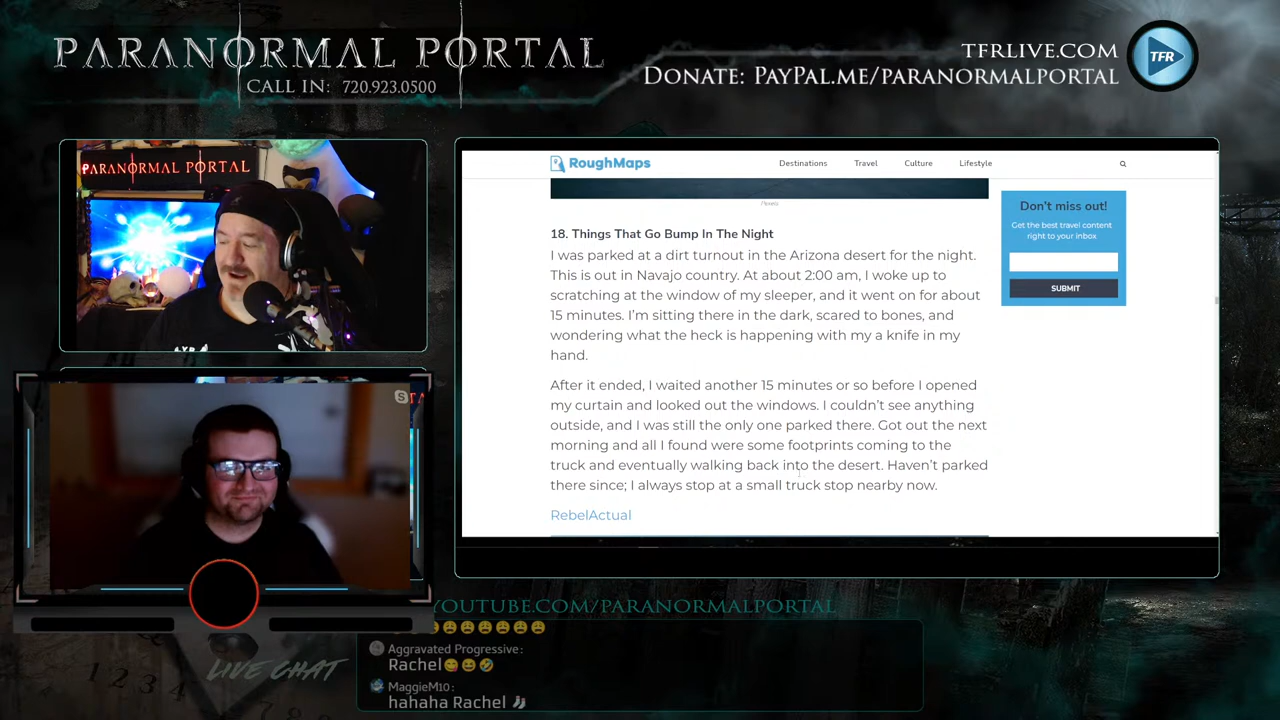 PARANORMAL PORTAL
CALL IN: 720.923.0500
TFRLIVE.COM
DONATE: PAYPAL.ME/PARANORMALPORTAL
TFR
PARANORMAL PORTAL
RoughMaps
Destinations Travel Culture Lifestyle
Pexels
18. Things That Go Bump In The Night
I was parked at a dirt turnout in the Arizona desert for the night.
This is out in Navajo country. At about 2:00 am, I woke up to
scratching at the window of my sleeper, and it went on for about
15 minutes. I'm sitting there in the dark, scared to bones, and
wondering what the heck is happening with my a knife in my
hand.
After it ended, I waited another 15 minutes or so before I opened
my curtain and looked out the windows. I couldn't see anything
outside, and I was still the only one parked there. Got out the next
morning and all I found were some footprints coming to the
truck and eventually walking back into the desert. Haven't parked
there since; I always stop at a small truck stop nearby now.
RebelActual
Don't miss out!
Get the best travel content
right to your inbox
SUBMIT
S
YOUTUBE.COM/PARANORMALPORTAL
LIVE CHAT
1 2 3 4
😩😩😩😩😩😩😩
Aggravated Progressive:
Rachel😋😆🤣
MaggieM10:
hahaha Rachel 🧦